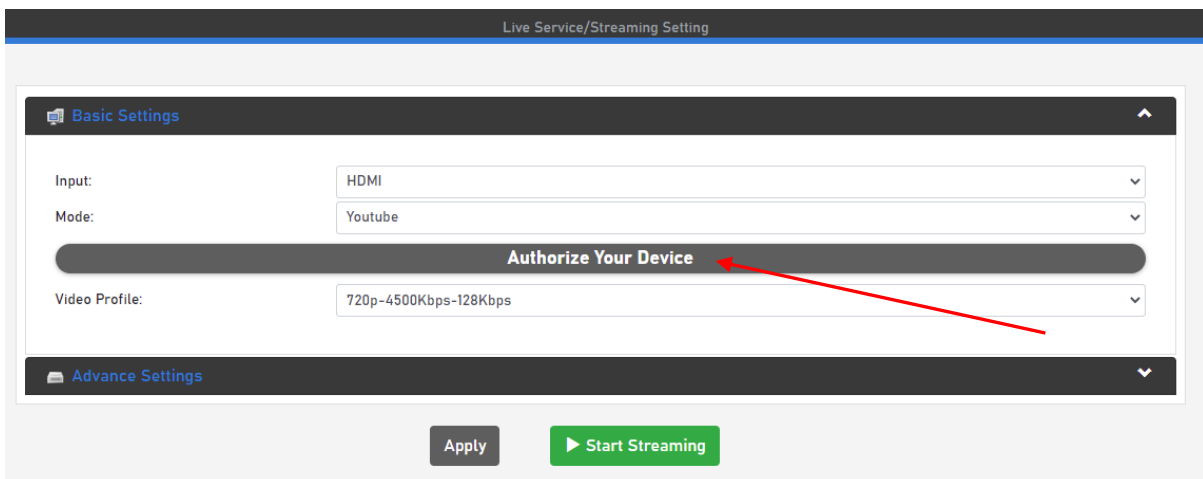 Live Service/Streaming Setting
Basic Settings
Input: HDMI
Mode: Youtube
Authorize Your Device
Video Profile: 720p-4500Kbps-128Kbps
Advance Settings
Apply Start Streaming